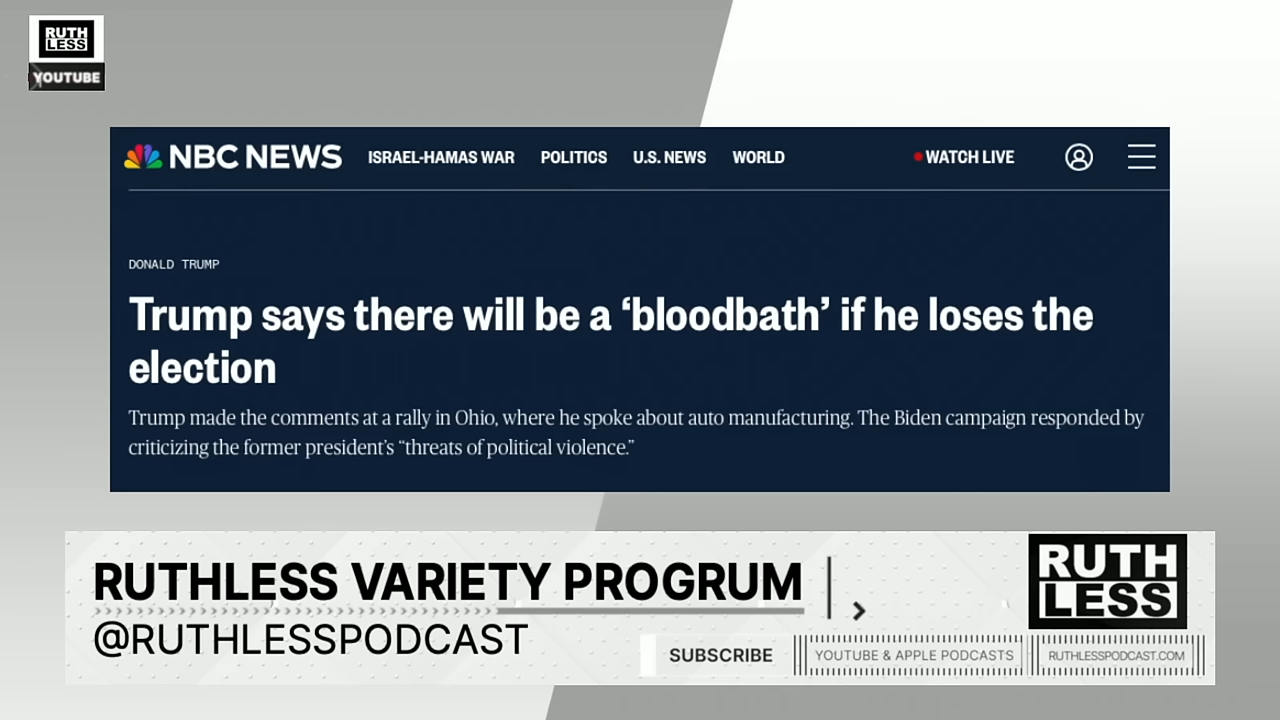 RUTH
LESS
YOUTUBE
NBC NEWS ISRAEL-HAMAS WAR POLITICS U.S. NEWS WORLD WATCH LIVE
DONALD TRUMP
Trump says there will be a ‘bloodbath’ if he loses the
election
Trump made the comments at a rally in Ohio, where he spoke about auto manufacturing. The Biden campaign responded by
criticizing the former president’s “threats of political violence.”
RUTHLESS VARIETY PROGRUM
@RUTHLESSPODCAST
RUTH
LESS
SUBSCRIBE YOUTUBE & APPLE PODCASTS RUTHLESSPODCAST.COM